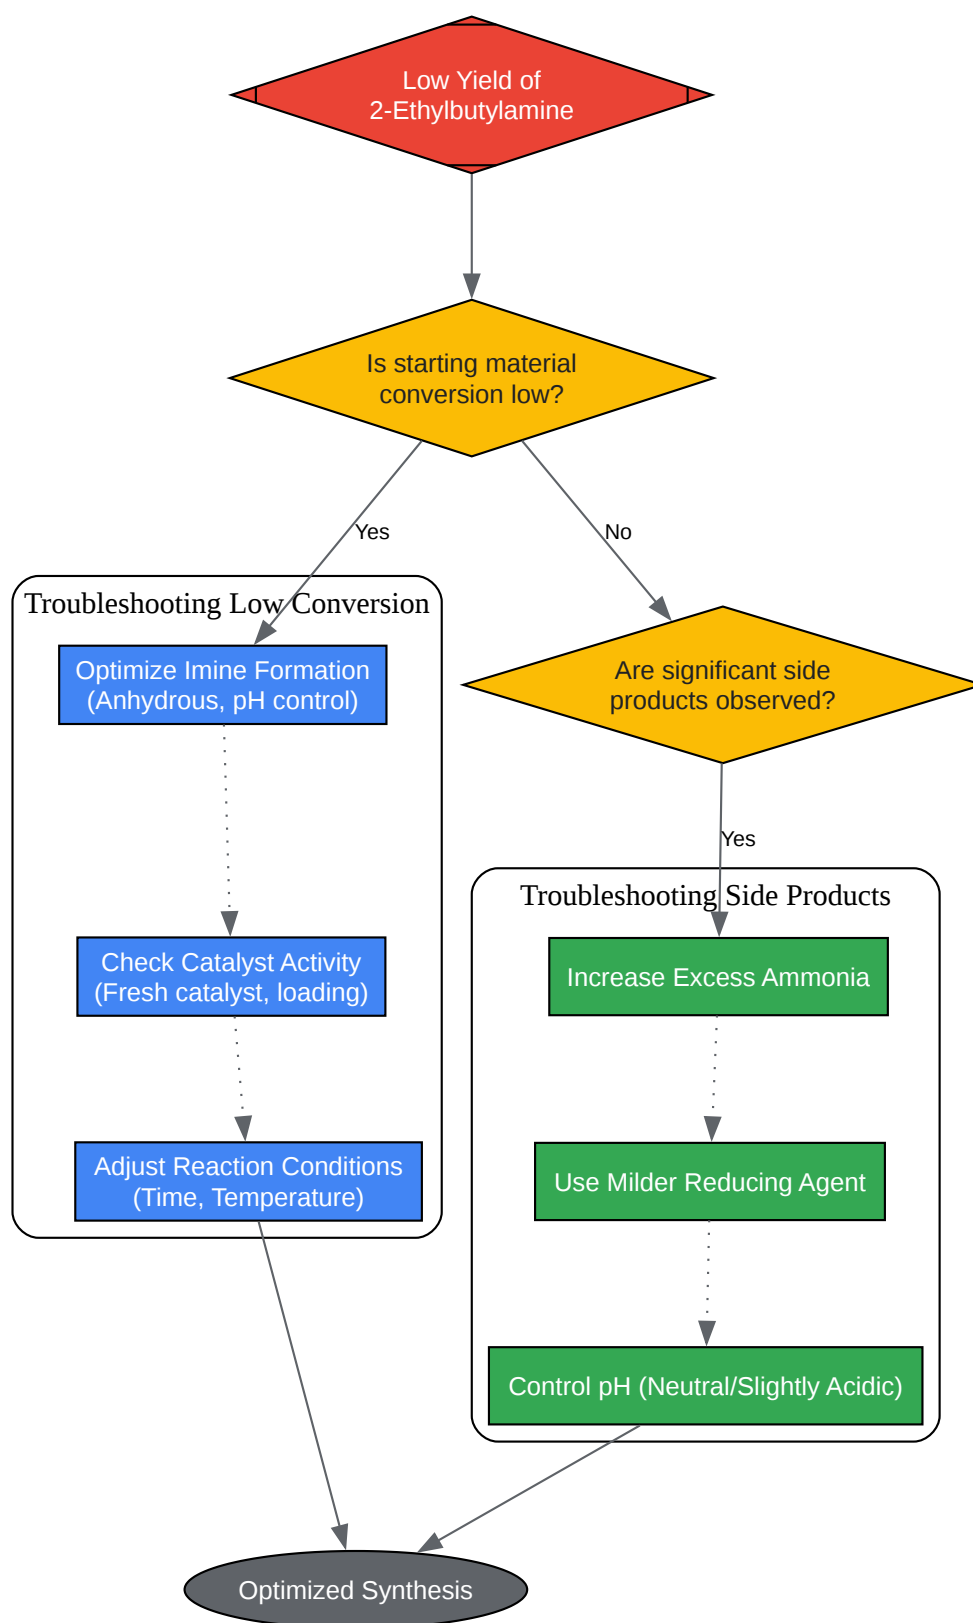 Low Yield of
2-Ethylbutylamine
Is starting material
conversion low?
Yes
No
Troubleshooting Low Conversion
Optimize Imine Formation
(Anhydrous, pH control)
Are significant side
products observed?
Yes
Troubleshooting Side Products
Check Catalyst Activity
(Fresh catalyst, loading)
Increase Excess Ammonia
Adjust Reaction Conditions
(Time, Temperature)
Use Milder Reducing Agent
Control pH (Neutral/Slightly Acidic)
Optimized Synthesis